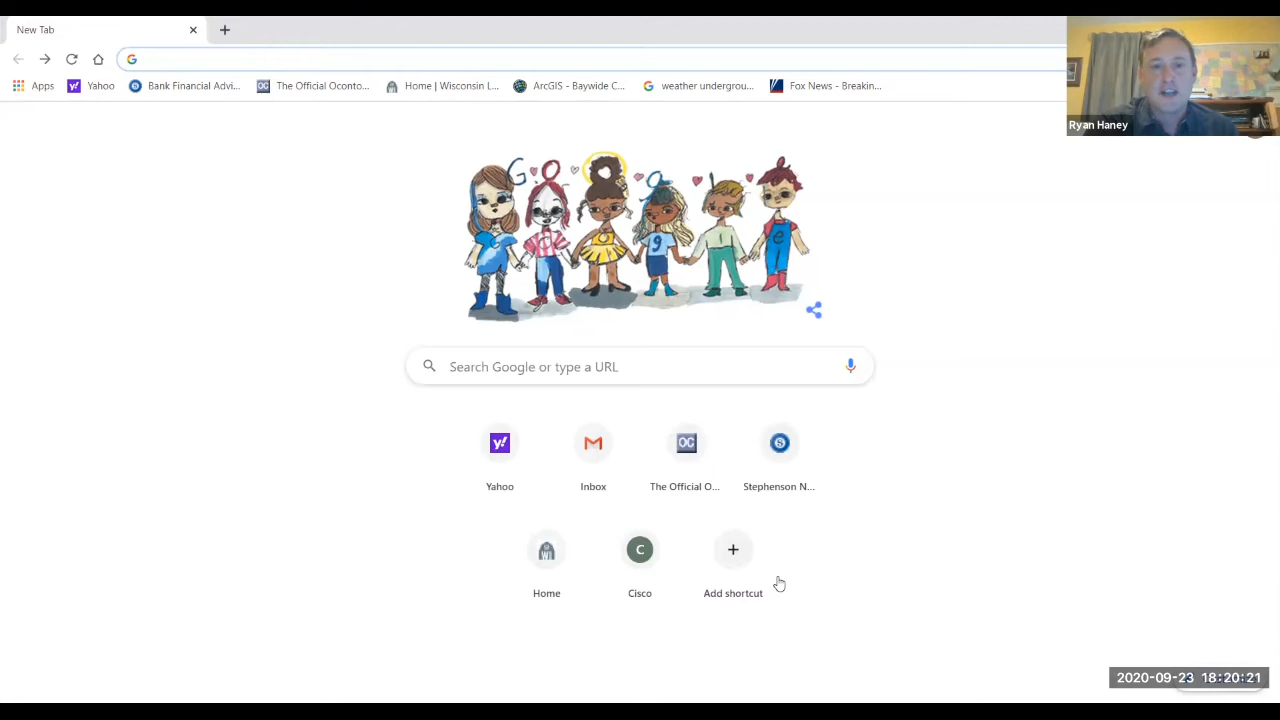 New Tab
Apps
Yahoo
Bank Financial Advi...
The Official Oconto...
Home | Wisconsin L...
ArcGIS - Baywide C...
weather undergrou...
Fox News - Breakin...
Ryan Haney
Search Google or type a URL
Yahoo
Inbox
The Official O...
Stephenson N...
Home
Cisco
Add shortcut
2020-09-23 18:20:21